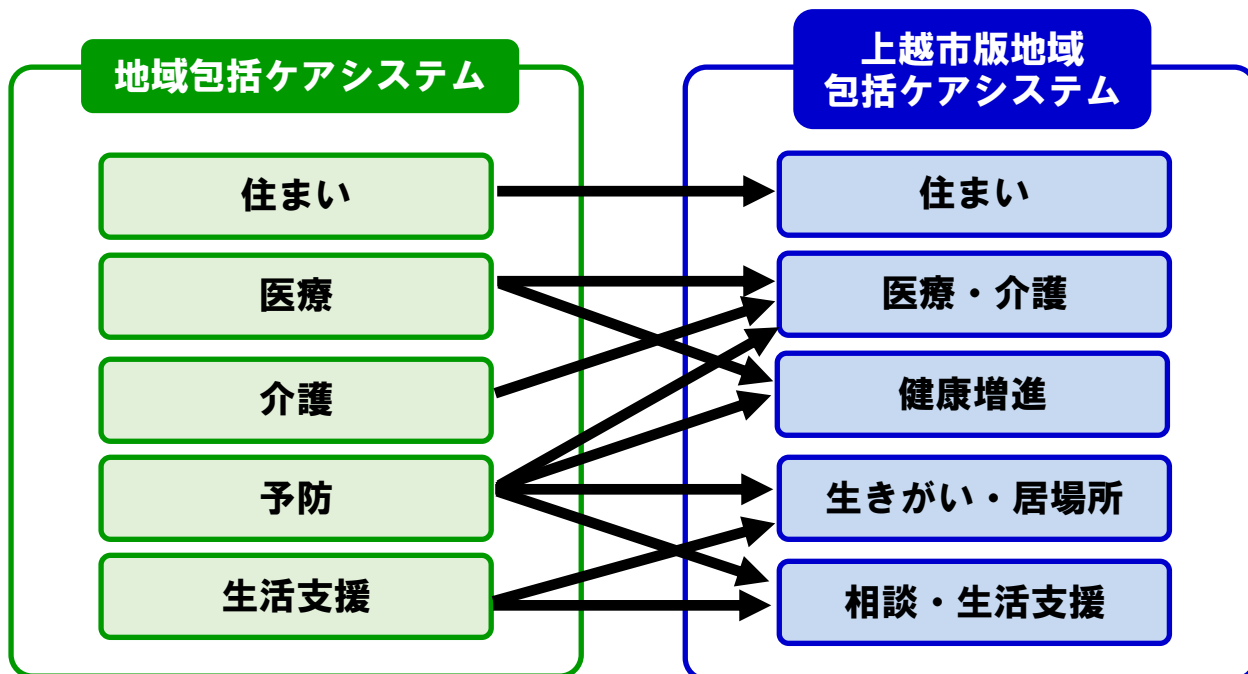 地域包括ケアシステム
住まい
医療
介護
予防
生活支援
上越市版地域
包括ケアシステム
住まい
医療・介護
健康増進
生きがい・居場所
相談・生活支援